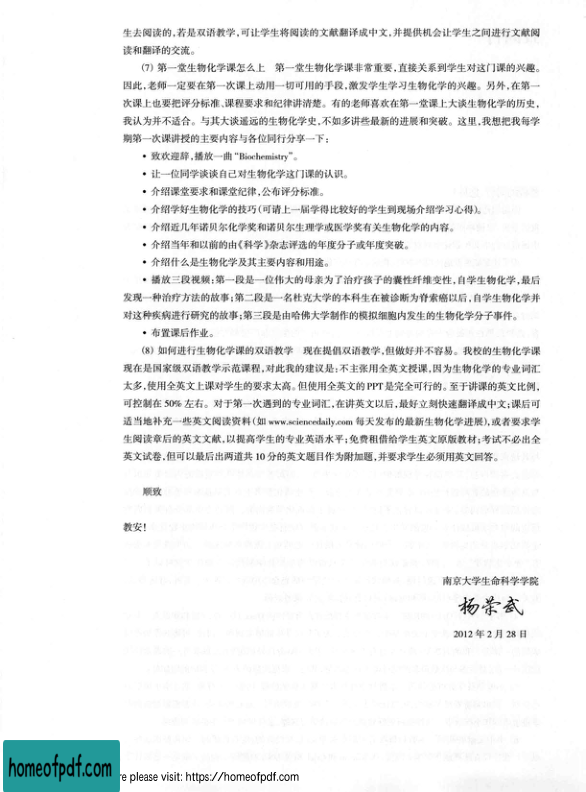 生去阅读的,若是双语教学,可让学生将阅读的文献翻译成中文,并提供机会让学生之间进行文献阅
读和翻译的交流。
(7) 第一堂生物化学课怎么上 第一堂生物化学课非常重要,直接关系到学生对这门课的兴趣。
因此,老师一定要在第一次课上动用一切可用的手段,激发学生学习生物化学的兴趣。另外,在第一
次课上也要把评分标准、课程要求和纪律讲清楚。有的老师喜欢在第一堂课上大谈生物化学的历史,
我认为并不适合。与其大谈遥远的生物化学史,不如多讲些最新的进展和突破。这里,我想把我每学
期第一次课讲授的主要内容与各位同行分享一下:
• 致欢迎辞,播放一曲“Biochemistry”。
• 让一位同学谈谈自己对生物化学这门课的认识。
• 介绍课堂要求和课堂纪律,公布评分标准。
• 介绍学好生物化学的技巧(可请上一届学得比较好的学生到现场介绍学习心得)。
• 介绍近几年诺贝尔化学奖和诺贝尔生理学或医学奖有关生物化学的内容。
• 介绍当年和以前的由《科学》杂志评选的年度分子或年度突破。
• 介绍什么是生物化学及其主要内容和用途。
• 播放三段视频:第一段是一位伟大的母亲为了治疗孩子的囊性纤维变性,自学生物化学,最后
发现一种治疗方法的故事;第二段是一名杜克大学的本科生在被诊断为脊索癌以后,自学生物化学并
对这种疾病进行研究的故事;第三段是由哈佛大学制作的模拟细胞内发生的生物化学分子事件。
• 布置课后作业。
(8) 如何进行生物化学课的双语教学 现在提倡双语教学,但做好并不容易。我校的生物化学课
现在是国家级双语教学示范课程,对此我的建议是:不主张用全英文授课,因为生物化学的专业词汇
太多,使用全英文上课对学生的要求太高。但使用全英文的PPT是完全可行的。至于讲课的英文比例,
可控制在50%左右。对于第一次遇到的专业词汇,在讲英文以后,最好立刻快速翻译成中文;课后可
适当地补充一些英文阅读资料(如www.sciencedaily.com每天发布的最新生物化学进展),或者要求学
生阅读章后的英文文献,以提高学生的专业英语水平;免费租借给学生英文原版教材;考试不必出全
英文试卷,但可以最后出两道共10分的英文题目作为附加题,并要求学生必须用英文回答。
顺致
教安!
南京大学生命科学学院
杨荣武
2012年2月28日
homeofpdf.com
re please visit: https://homeofpdf.com